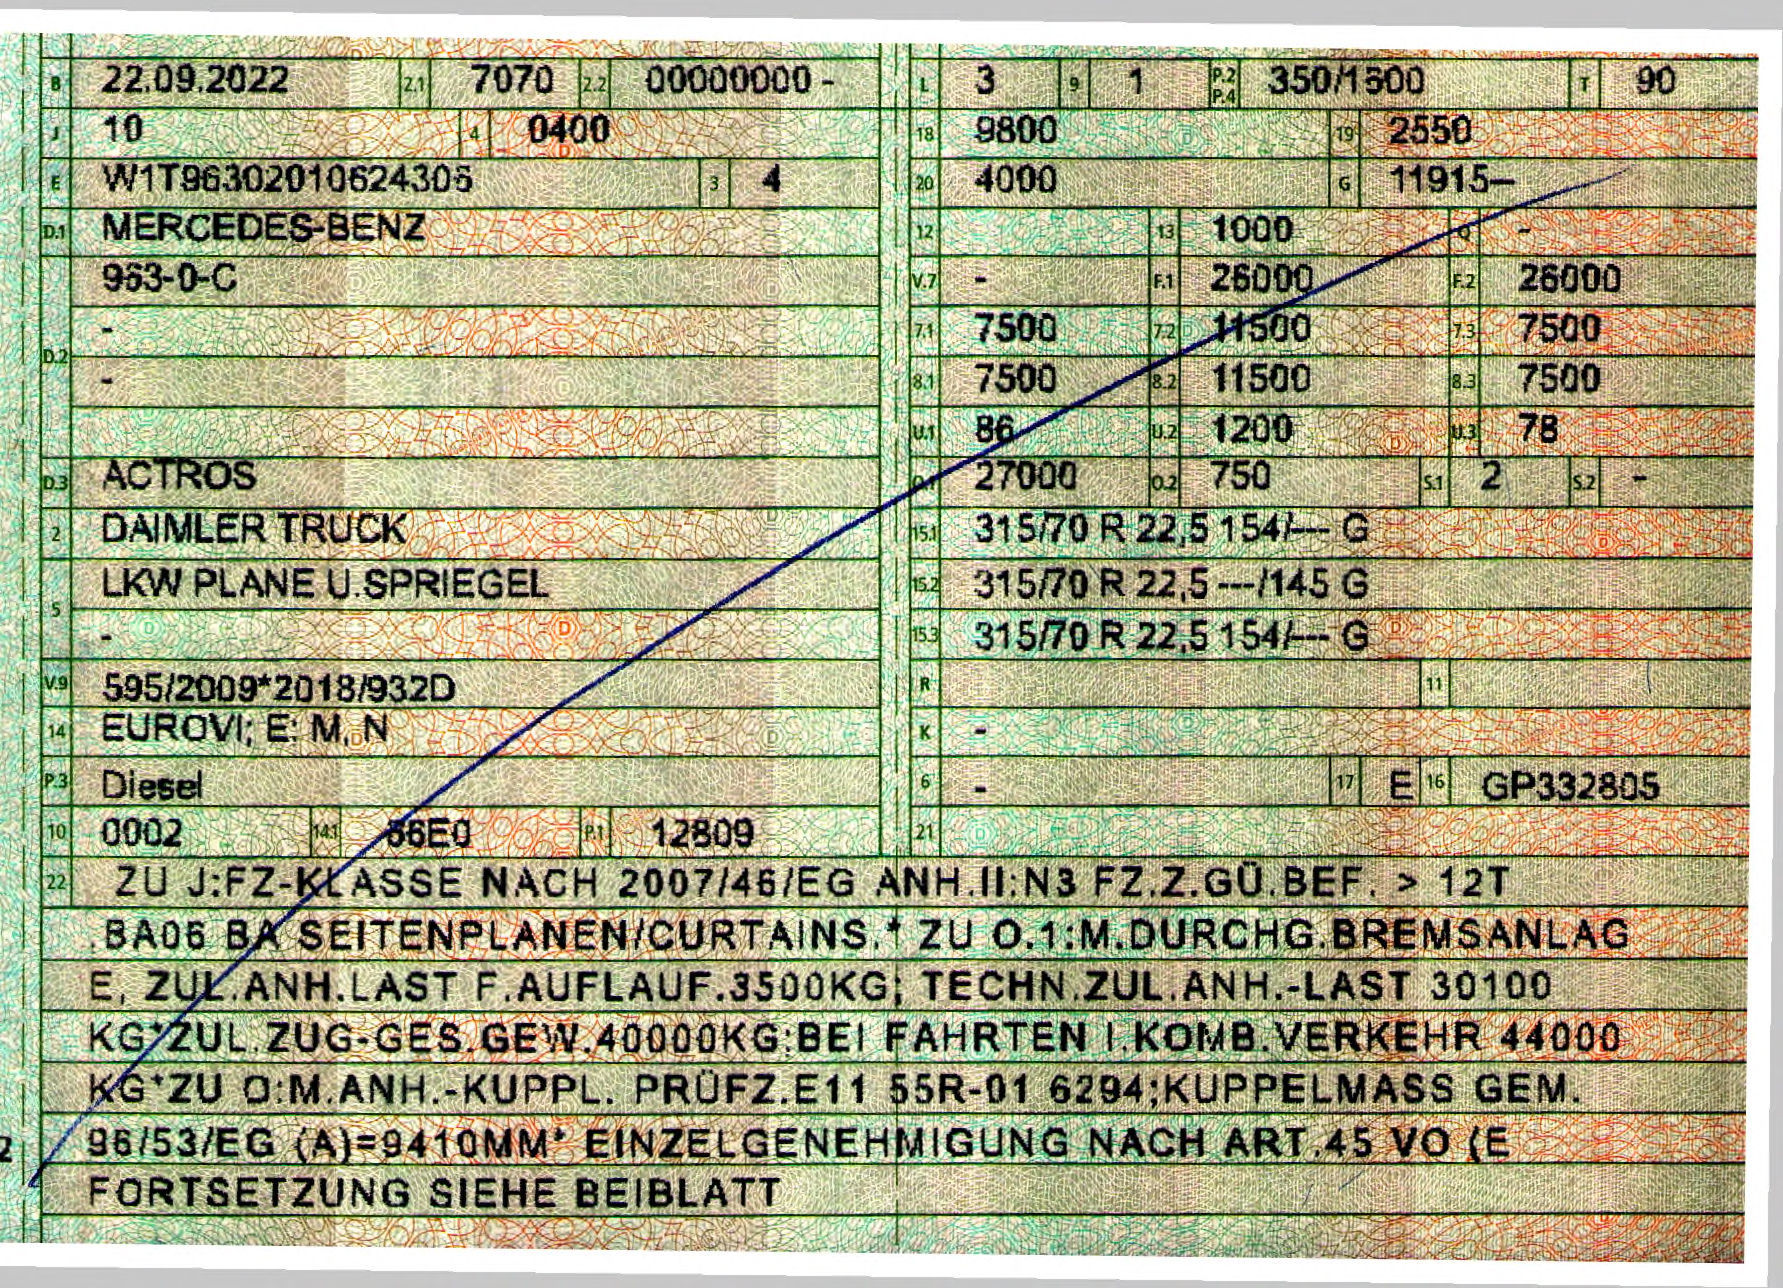 B 22.09.2022 2.1 7070 2.2 00000000 -
J 10 4 0400
E W1T96302010624306 3 4
D.1 MERCEDES-BENZ
963-0-C
-
D.2
-
D.3 ACTROS
2 DAIMLER TRUCK
LKW PLANE U.SPRIEGEL
5
-
V.9 595/2009*2018/932D
14 EUROVI; E; M, N
P.3 Diesel
10 0002 14.1 56E0 P.1 12809
L 3 9 1 P.2 P.4 350/1600 T 90
18 9800 19 2550
20 4000 G 11915–
12 13 1000 Q -
V.7 - F.1 26000 F.2 26000
7.1 7500 7.2 11500 7.3 7500
8.1 7500 8.2 11500 8.3 7500
U.1 86 U.2 1200 U.3 78
O.1 27000 O.2 750 S.1 2 S.2 -
15.1 315/70 R 22,5 154/--- G
15.2 315/70 R 22,5 ---/145 G
15.3 315/70 R 22,5 154/--- G
R 11
K -
6 - 17 E 16 GP332805
21
22 ZU J:FZ-KLASSE NACH 2007/46/EG ANH.II:N3 FZ.Z.GÜ.BEF. > 12T
.BA06 BA SEITENPLANEN/CURTAINS.* ZU O.1:M.DURCHG.BREMSANLAG
E, ZUL.ANH.LAST F.AUFLAUF.3500KG; TECHN.ZUL.ANH.-LAST 30100
KG*ZUL.ZUG-GES.GEW.40000KG;BEI FAHRTEN I.KOMB.VERKEHR 44000
KG*ZU O:M.ANH.-KUPPL. PRÜFZ.E11 55R-01 6294;KUPPELMASS GEM.
96/53/EG (A)=9410MM* EINZELGENEHMIGUNG NACH ART.45 VO (E
FORTSETZUNG SIEHE BEIBLATT